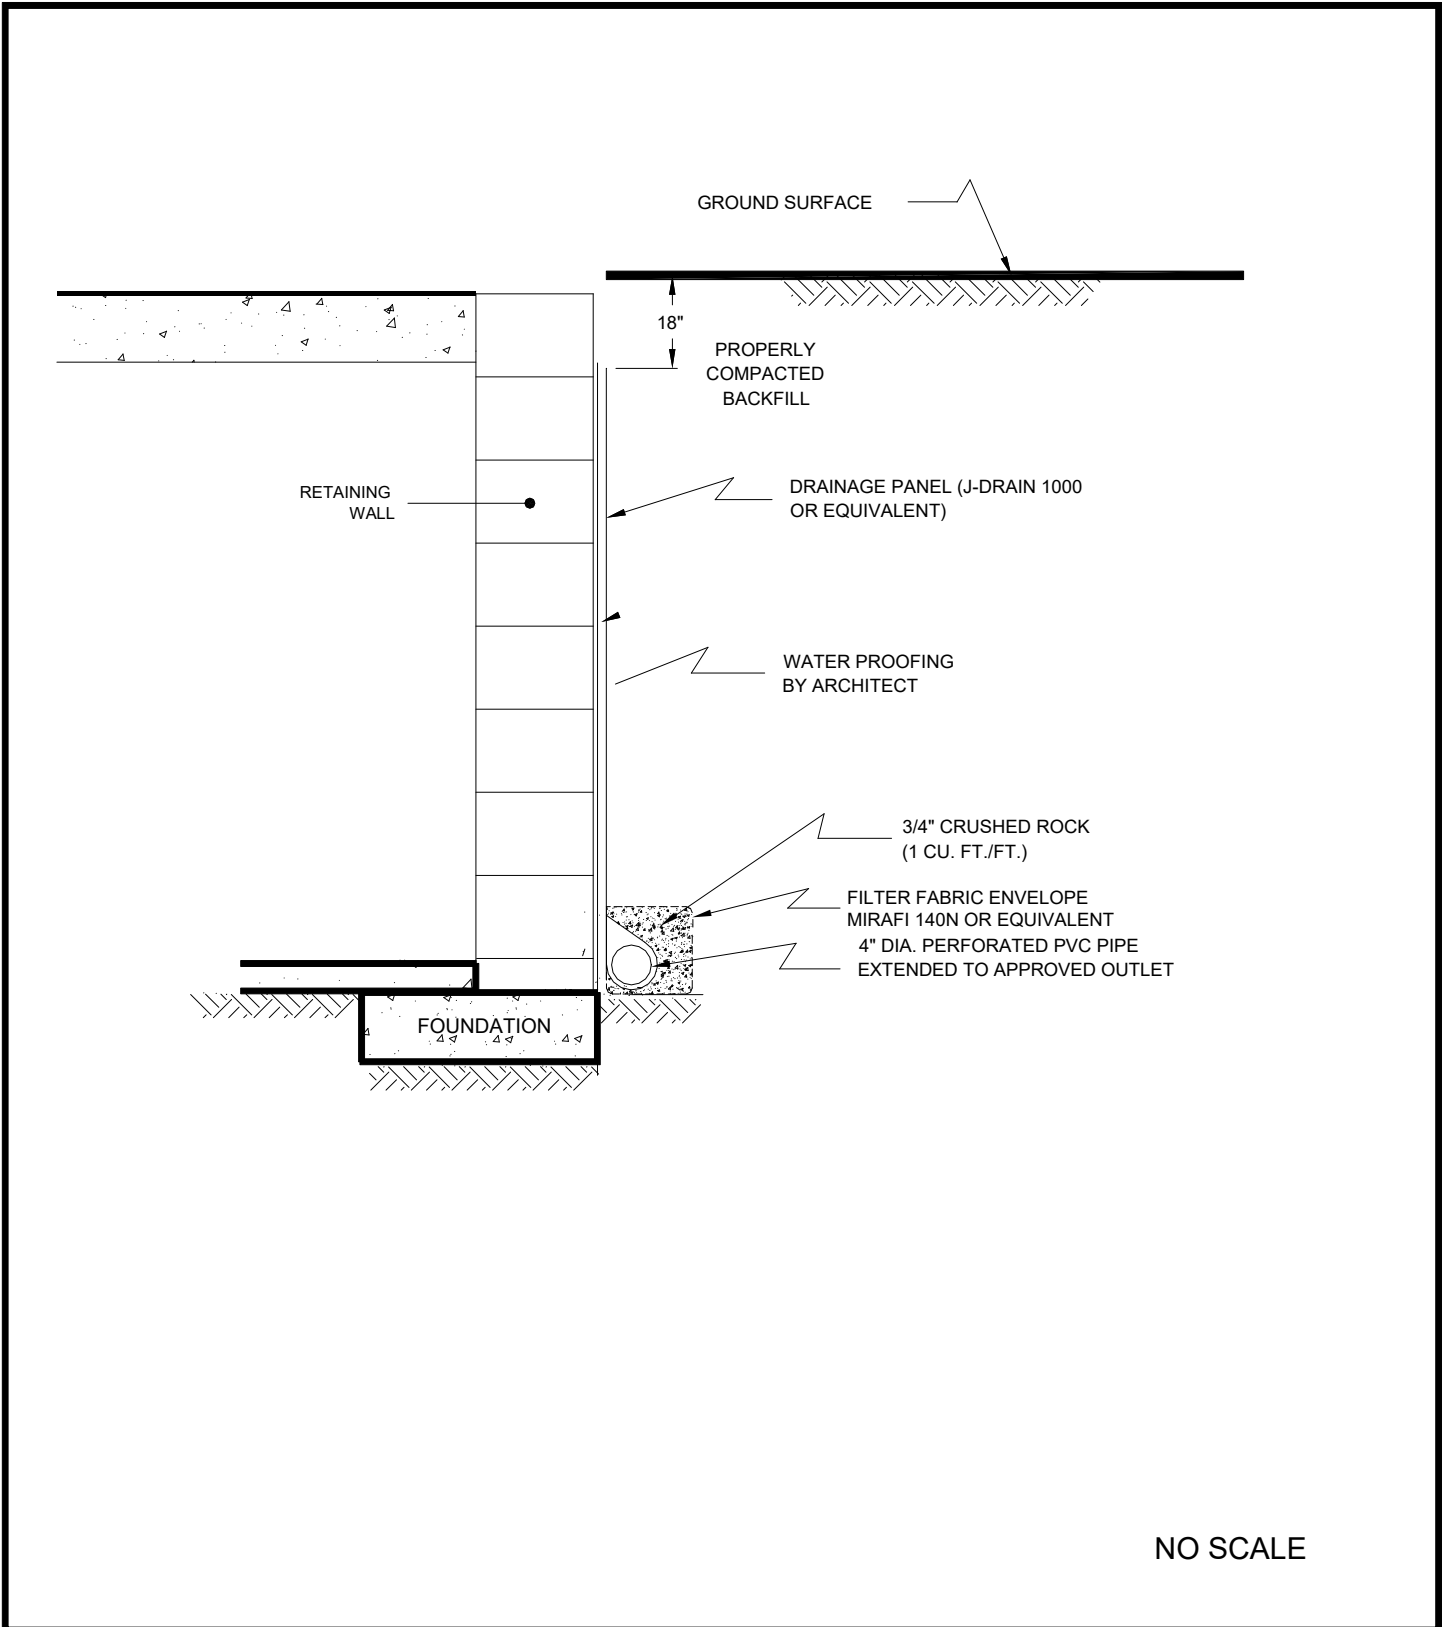 GROUND SURFACE
18"
PROPERLY
COMPACTED
BACKFILL
RETAINING
WALL
DRAINAGE PANEL (J-DRAIN 1000
OR EQUIVALENT)
WATER PROOFING
BY ARCHITECT
3/4" CRUSHED ROCK
(1 CU. FT./FT.)
FILTER FABRIC ENVELOPE
MIRAFI 140N OR EQUIVALENT
4" DIA. PERFORATED PVC PIPE
EXTENDED TO APPROVED OUTLET
FOUNDATION
NO SCALE